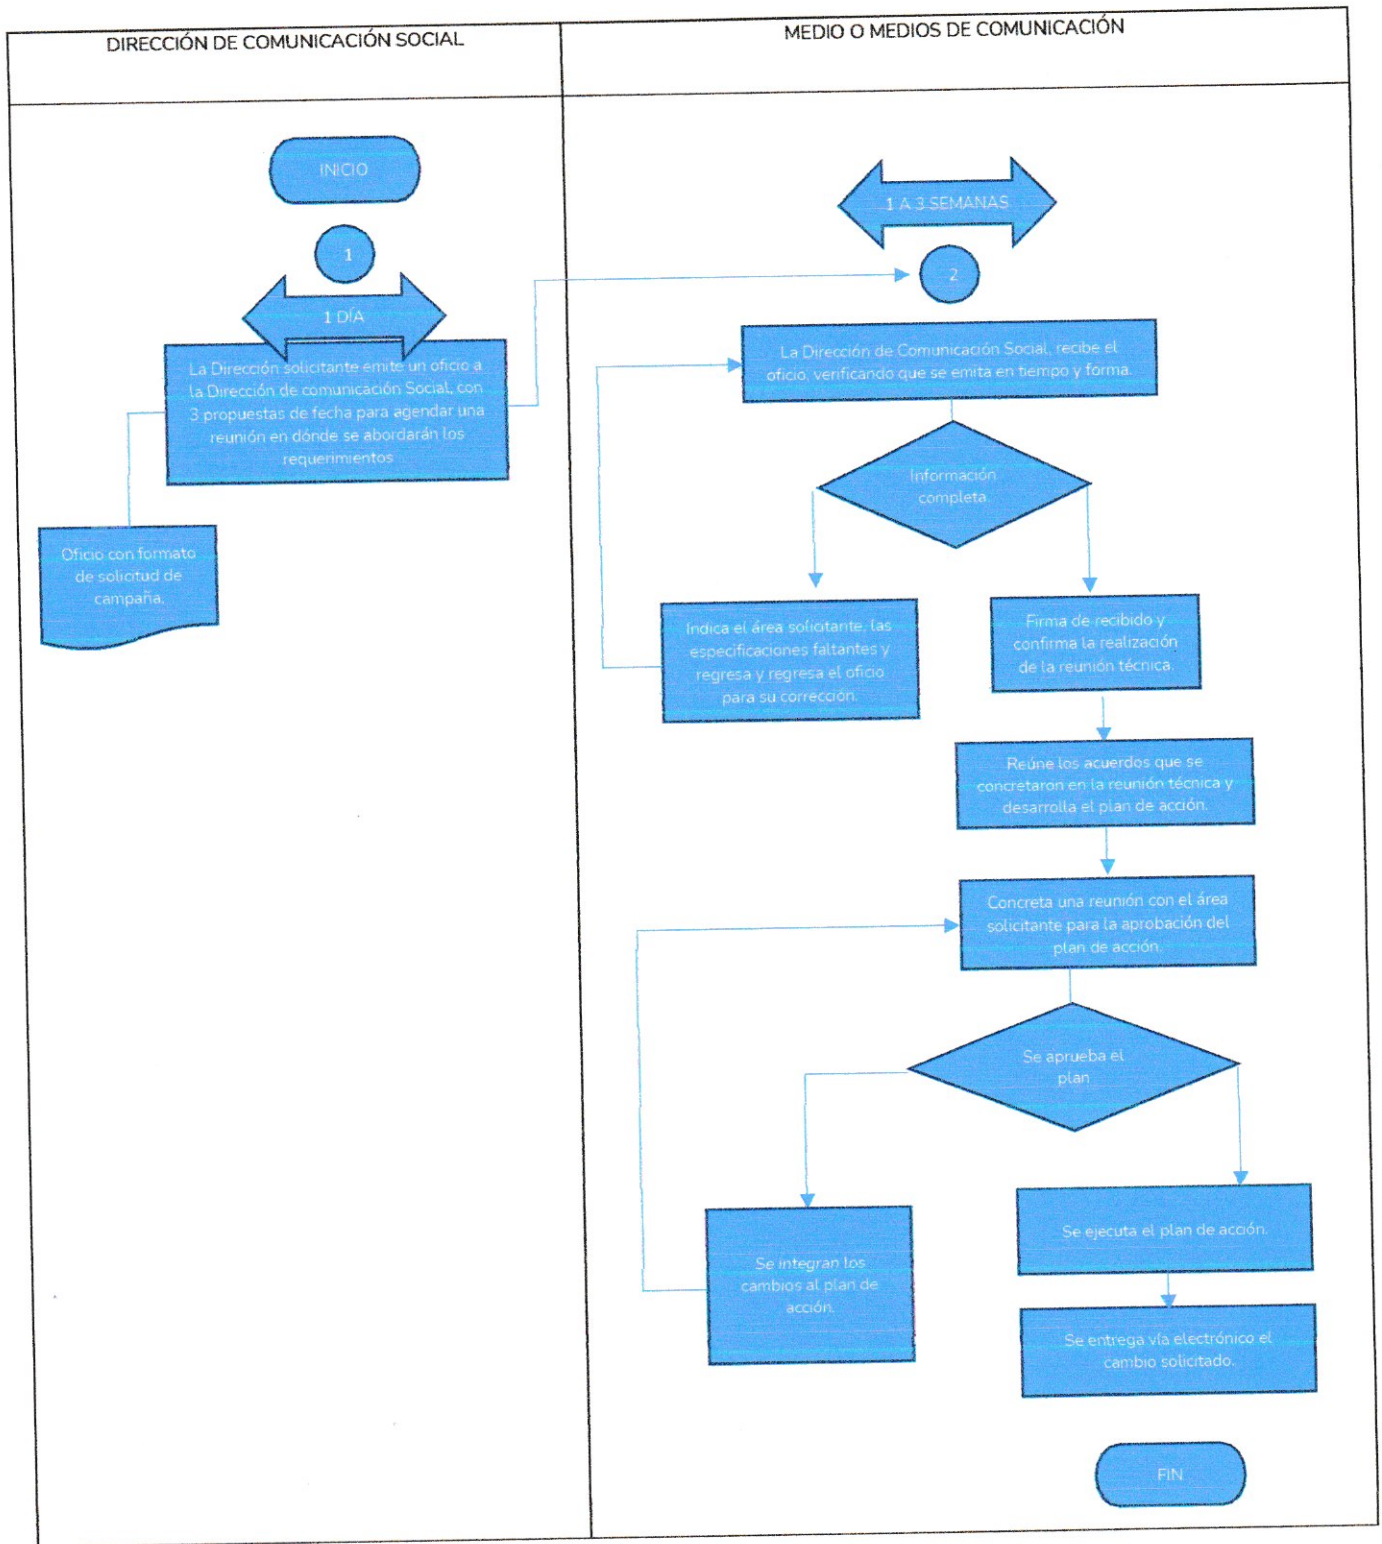 DIRECCIÓN DE COMUNICACIÓN SOCIAL
MEDIO O MEDIOS DE COMUNICACIÓN
INICIO
1
1 DÍA
La Dirección solicitante emite un oficio a
la Dirección de comunicación Social, con
3 propuestas de fecha para agendar una
reunión en dónde se abordarán los
requerimientos
Oficio con formato
de solicitud de
campaña.
1 A 3 SEMANAS
2
La Dirección de Comunicación Social, recibe el
oficio, verificando que se emita en tiempo y forma.
Información
completa
Indica el área solicitante, las
especificaciones faltantes y
regresa y regresa el oficio
para su corrección.
Firma de recibido y
confirma la realización
de la reunión técnica.
Reúne los acuerdos que se
concretaron en la reunión técnica y
desarrolla el plan de acción.
Concreta una reunión con el área
solicitante para la aprobación del
plan de acción.
Se aprueba el
plan
Se integran los
cambios al plan de
acción.
Se ejecuta el plan de acción.
Se entrega vía electrónico el
cambio solicitado.
FIN